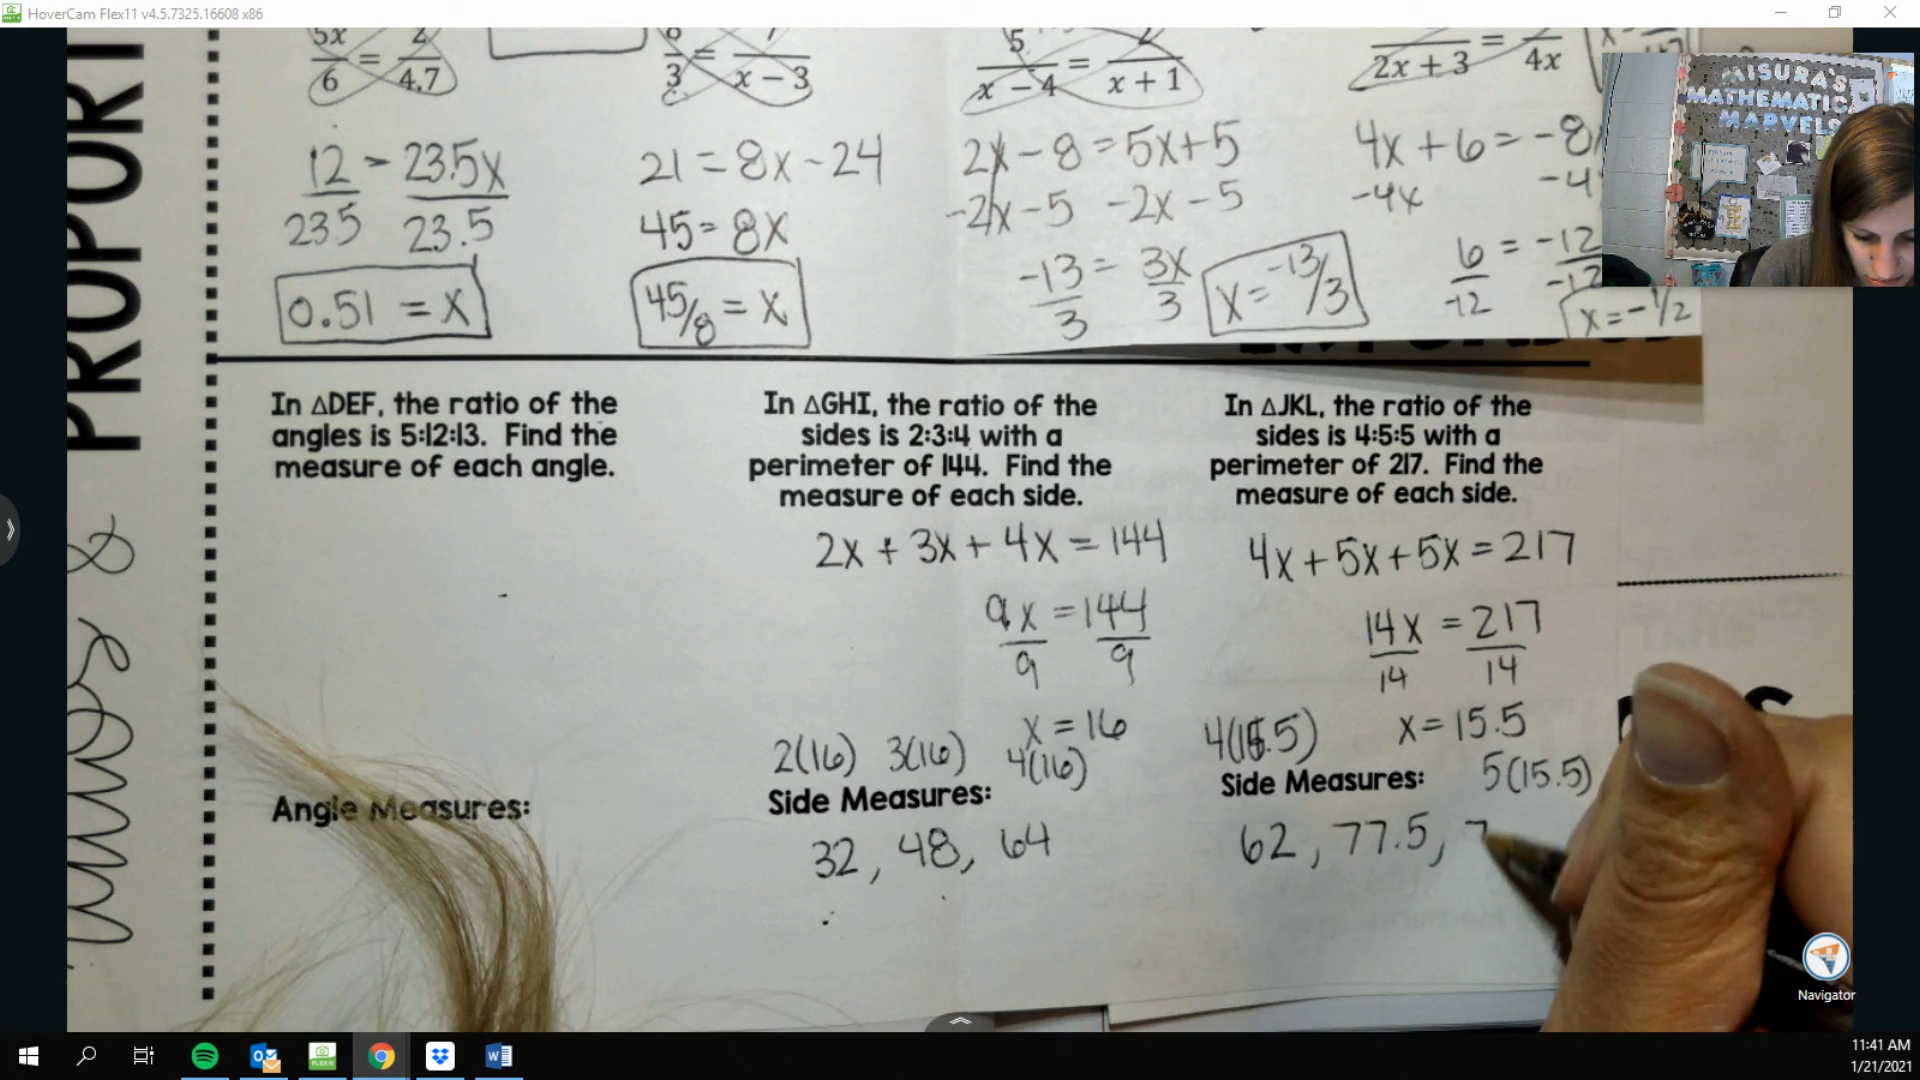 HoverCam Flex11 v4.5.7325.16608 x86
PROPORT
5x/6 = 2/4.7
/3 = /x − 3
5/x − 4 = 2/x + 1
/2x + 3 = /4x
12 = 23.5x
235 23.5
0.51 = x
21 = 8x − 24
45 = 8x
45/8 = x
2x − 8 = 5x + 5
-2x − 5 -2x − 5
-13 = 3x
3 3
x = -13/3
4x + 6 = -8
-4x -4
6 = -12
-12 -12
x = -1/2
MISURA'S
MATHEMATIC
MARVELS
In △DEF, the ratio of the
angles is 5:12:13. Find the
measure of each angle.
Angle Measures:
In △GHI, the ratio of the
sides is 2:3:4 with a
perimeter of 144. Find the
measure of each side.
2x + 3x + 4x = 144
9x = 144
9 9
x = 16
2(16) 3(16) 4(16)
Side Measures:
32, 48, 64
In △JKL, the ratio of the
sides is 4:5:5 with a
perimeter of 217. Find the
measure of each side.
4x + 5x + 5x = 217
14x = 217
14 14
4(15.5) x = 15.5
Side Measures: 5(15.5)
62, 77.5, 7
Navigator
11:41 AM
1/21/2021